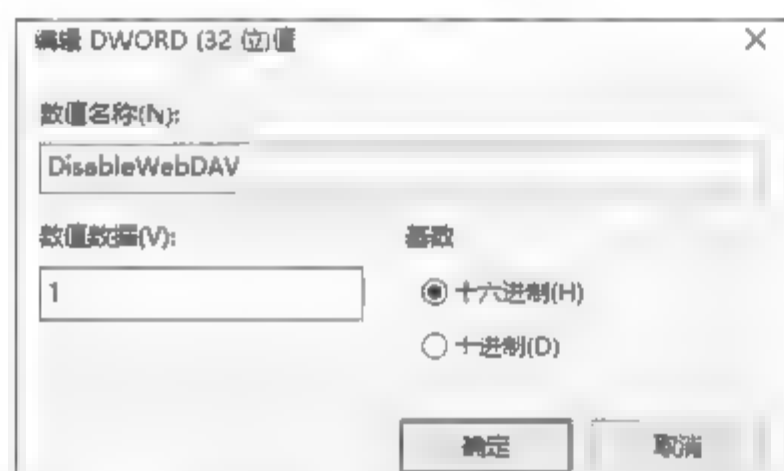 编辑 DWORD (32 位)值
数值名称(N):
DisableWebDAV
数值数据(V):
基数
1
十六进制(H)
十进制(D)
确定
取消